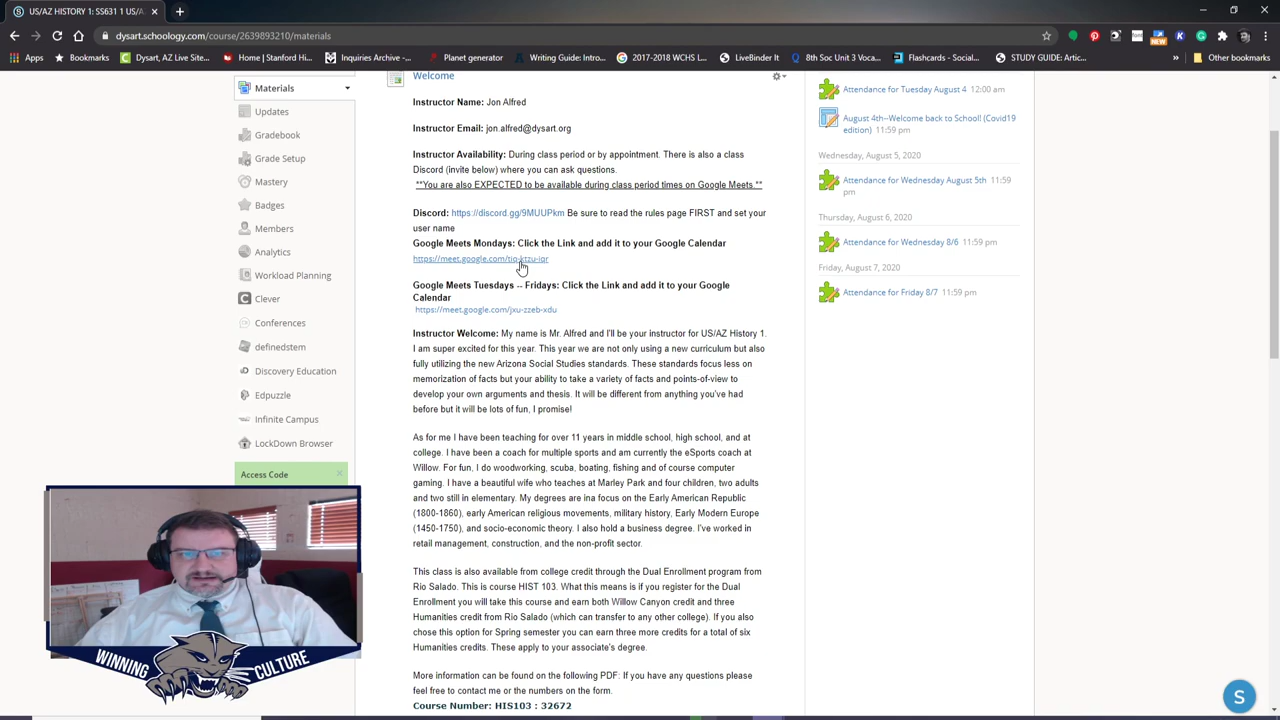 US/AZ HISTORY 1: SS631 1 US/A
dysart.schoology.com/course/2639893210/materials
Apps
Bookmarks
Dysart, AZ Live Site...
Home | Stanford Hi...
Inquiries Archive -...
Planet generator
Writing Guide: Intro...
2017-2018 WCHS L...
LiveBinder It
8th Soc Unit 3 Voca...
Flashcards - Social...
STUDY GUIDE: Artic...
Other bookmarks
Materials
Updates
Gradebook
Grade Setup
Mastery
Badges
Members
Analytics
Workload Planning
Clever
Conferences
definedstem
Discovery Education
Edpuzzle
Infinite Campus
LockDown Browser
Access Code
WINNING CULTURE
Welcome
Instructor Name: Jon Alfred
Instructor Email: jon.alfred@dysart.org
Instructor Availability: During class period or by appointment. There is also a class
Discord (invite below) where you can ask questions.
**You are also EXPECTED to be available during class period times on Google Meets.**
Discord: https://discord.gg/9MUUPkm Be sure to read the rules page FIRST and set your
user name
Google Meets Mondays: Click the Link and add it to your Google Calendar
https://meet.google.com/tiq-ktzu-iqr
Google Meets Tuesdays -- Fridays: Click the Link and add it to your Google
Calendar
https://meet.google.com/jxu-zzeb-xdu
Instructor Welcome: My name is Mr. Alfred and I'll be your instructor for US/AZ History 1.
I am super excited for this year. This year we are not only using a new curriculum but also
fully utilizing the new Arizona Social Studies standards. These standards focus less on
memorization of facts but your ability to take a variety of facts and points-of-view to
develop your own arguments and thesis. It will be different from anything you've had
before but it will be lots of fun, I promise!
As for me I have been teaching for over 11 years in middle school, high school, and at
college. I have been a coach for multiple sports and am currently the eSports coach at
Willow. For fun, I do woodworking, scuba, boating, fishing and of course computer
gaming. I have a beautiful wife who teaches at Marley Park and four children, two adults
and two still in elementary. My degrees are ina focus on the Early American Republic
(1800-1860), early American religious movements, military history, Early Modern Europe
(1450-1750), and socio-economic theory. I also hold a business degree. I've worked in
retail management, construction, and the non-profit sector.
This class is also available from college credit through the Dual Enrollment program from
Rio Salado. This is course HIST 103. What this means is if you register for the Dual
Enrollment you will take this course and earn both Willow Canyon credit and three
Humanities credit from Rio Salado (which can transfer to any other college). If you also
chose this option for Spring semester you can earn three more credits for a total of six
Humanities credits. These apply to your associate's degree.
More information can be found on the following PDF: If you have any questions please
feel free to contact me or the numbers on the form.
Course Number: HIS103 : 32672
Attendance for Tuesday August 4 12:00 am
August 4th--Welcome back to School! (Covid19
edition) 11:59 pm
Wednesday, August 5, 2020
Attendance for Wednesday August 5th 11:59
pm
Thursday, August 6, 2020
Attendance for Wednesday 8/6 11:59 pm
Friday, August 7, 2020
Attendance for Friday 8/7 11:59 pm
S